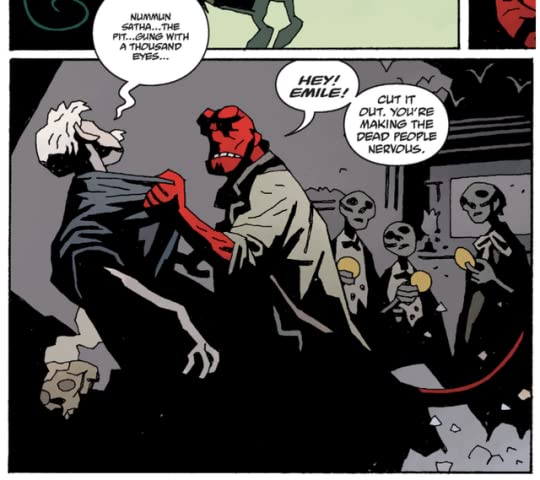 NUMMUN
SATHA...THE
PIT...GUNG WITH
A THOUSAND
EYES...
HEY!
EMILE!
CUT IT
OUT. YOU'RE
MAKING THE
DEAD PEOPLE
NERVOUS.